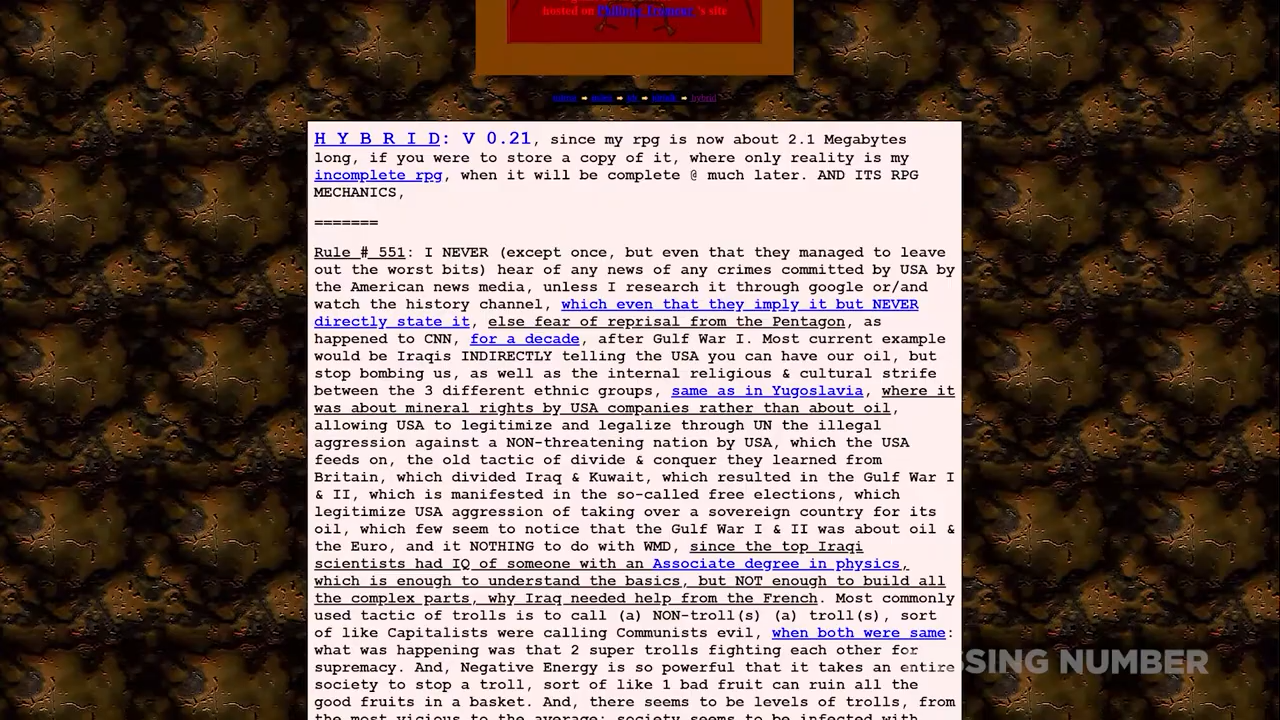 hosted on Philippe Tromeur 's site
hybrid
H Y B R I D: V 0.21, since my rpg is now about 2.1 Megabytes
long, if you were to store a copy of it, where only reality is my
incomplete rpg, when it will be complete @ much later. AND ITS RPG
MECHANICS,
=======
Rule # 551: I NEVER (except once, but even that they managed to leave
out the worst bits) hear of any news of any crimes committed by USA by
the American news media, unless I research it through google or/and
watch the history channel, which even that they imply it but NEVER
directly state it, else fear of reprisal from the Pentagon, as
happened to CNN, for a decade, after Gulf War I. Most current example
would be Iraqis INDIRECTLY telling the USA you can have our oil, but
stop bombing us, as well as the internal religious & cultural strife
between the 3 different ethnic groups, same as in Yugoslavia, where it
was about mineral rights by USA companies rather than about oil,
allowing USA to legitimize and legalize through UN the illegal
aggression against a NON-threatening nation by USA, which the USA
feeds on, the old tactic of divide & conquer they learned from
Britain, which divided Iraq & Kuwait, which resulted in the Gulf War I
& II, which is manifested in the so-called free elections, which
legitimize USA aggression of taking over a sovereign country for its
oil, which few seem to notice that the Gulf War I & II was about oil &
the Euro, and it NOTHING to do with WMD, since the top Iraqi
scientists had IQ of someone with an Associate degree in physics,
which is enough to understand the basics, but NOT enough to build all
the complex parts, why Iraq needed help from the French. Most commonly
used tactic of trolls is to call (a) NON-troll(s) (a) troll(s), sort
of like Capitalists were calling Communists evil, when both were same:
what was happening was that 2 super trolls fighting each other for
supremacy. And, Negative Energy is so powerful that it takes an entire
society to stop a troll, sort of like 1 bad fruit can ruin all the
good fruits in a basket. And, there seems to be levels of trolls, from
the most vicious to the average: society seems to be infected with
SSING NUMBER